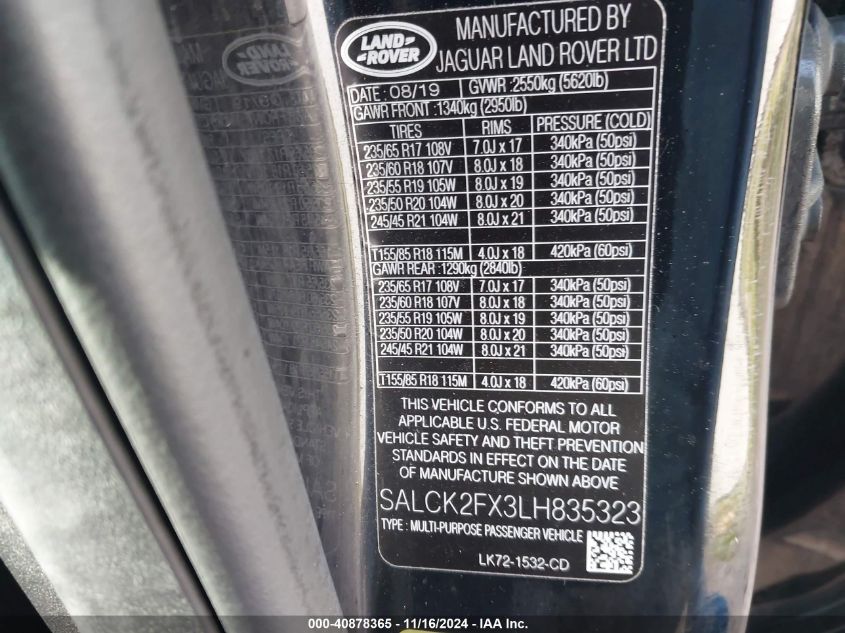 LAND-
-ROVER
MANUFACTURED BY
JAGUAR LAND ROVER LTD
DATE: 08/19 GVWR :2550kg (5620lb)
GAWR FRONT :1340kg (2950lb)
TIRES RIMS PRESSURE (COLD)
235/65 R17 108V 7.0J x 17 340kPa (50psi)
235/60 R18 107V 8.0J x 18 340kPa (50psi)
235/55 R19 105W 8.0J x 19 340kPa (50psi)
235/50 R20 104W 8.0J x 20 340kPa (50psi)
245/45 R21 104W 8.0J x 21 340kPa (50psi)
T155/85 R18 115M 4.0J x 18 420kPa (60psi)
GAWR REAR :1290kg (2840lb)
235/65 R17 108V 7.0J x 17 340kPa (50psi)
235/60 R18 107V 8.0J x 18 340kPa (50psi)
235/55 R19 105W 8.0J x 19 340kPa (50psi)
235/50 R20 104W 8.0J x 20 340kPa (50psi)
245/45 R21 104W 8.0J x 21 340kPa (50psi)
T155/85 R18 115M 4.0J x 18 420kPa (60psi)
THIS VEHICLE CONFORMS TO ALL
APPLICABLE U.S. FEDERAL MOTOR
VEHICLE SAFETY AND THEFT PREVENTION
STANDARDS IN EFFECT ON THE DATE
OF MANUFACTURE SHOWN ABOVE
SALCK2FX3LH835323
TYPE : MULTI-PURPOSE PASSENGER VEHICLE
LK72-1532-CD
000-40878365 - 11/16/2024 - IAA Inc.